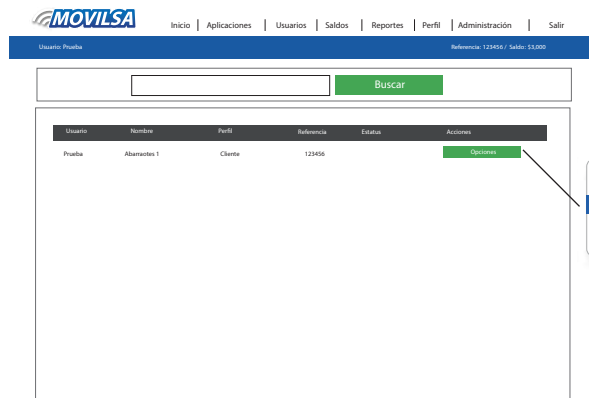 MOVILSA
Inicio | Aplicaciones | Usuarios | Saldos | Reportes | Perfil | Administración | Salir
Usuario: Prueba Referencia: 123456 / Saldo: $3,000
Buscar
Usuario Nombre Perfil Referencia Estatus Acciones
Prueba Abarraotes 1 Cliente 123456 Opciones